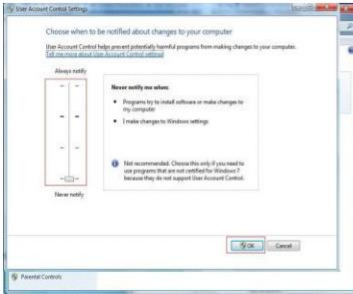 User Account Control Settings
Choose when to be notified about changes to your computer
User Account Control helps prevent potentially harmful programs from making changes to your computer.
Tell me more about User Account Control settings
Always notify
Never notify me when:
Programs try to install software or make changes to my computer
I make changes to Windows settings
Not recommended. Choose this only if you need to use programs that are not certified for Windows 7 because they do not support User Account Control.
Never notify
OK
Cancel
Parental Controls